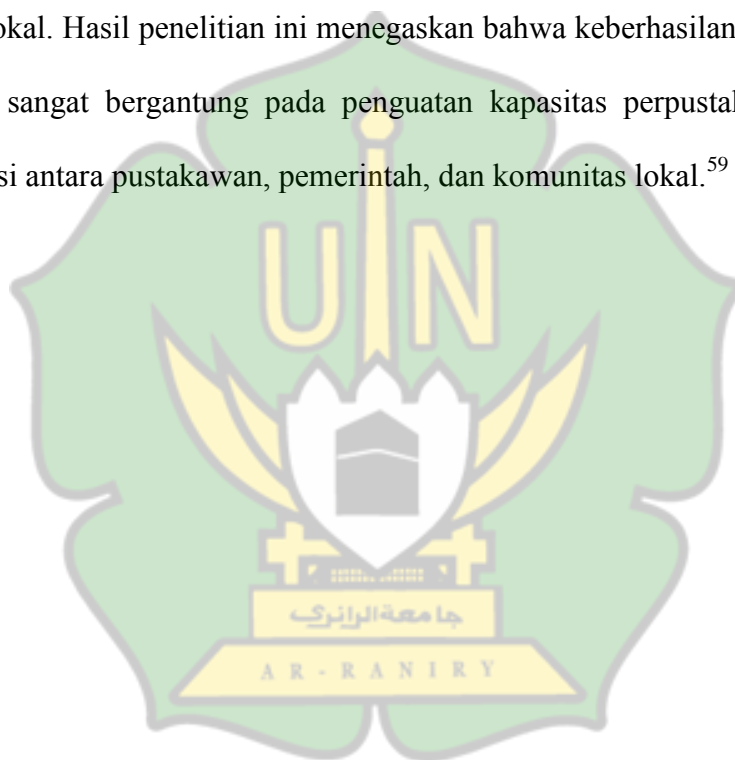 okal. Hasil penelitian ini menegaskan bahwa keberhasilan
sangat bergantung pada penguatan kapasitas perpustal
si antara pustakawan, pemerintah, dan komunitas lokal.59
UIN
جامعة الرانري
AR-RANIRY